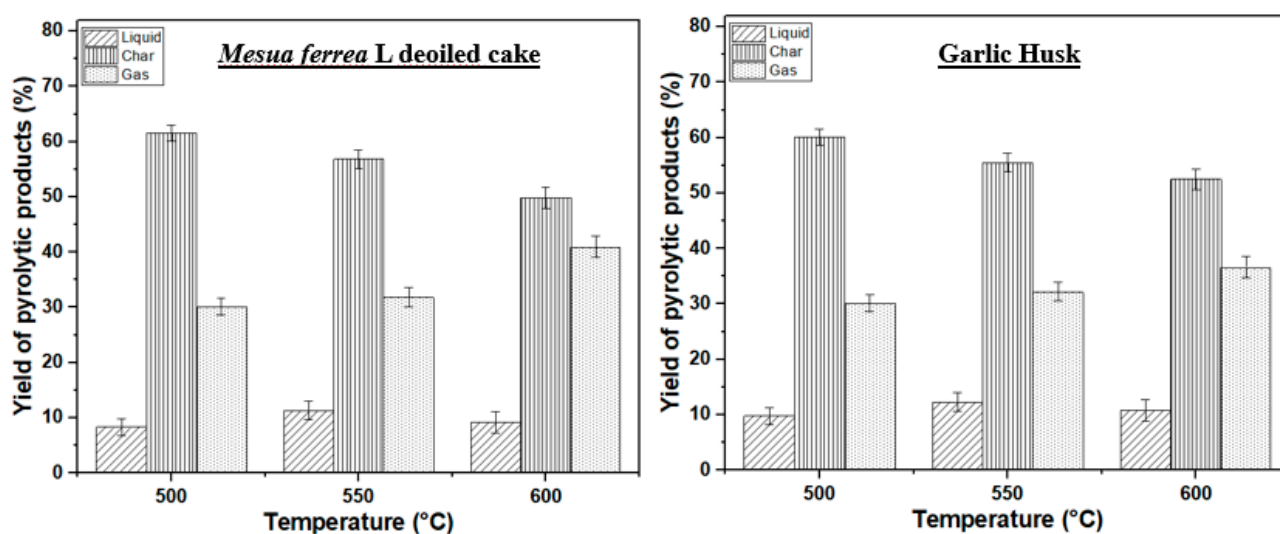 Yield of pyrolytic products (%)
80
70
60
50
40
30
20
10
0
Liquid
Char
Gas
Mesua ferrea L deoiled cake
500
550
600
Temperature (°C)
Yield of pyrolytic products (%)
80
70
60
50
40
30
20
10
0
Liquid
Char
Gas
Garlic Husk
500
550
600
Temperature (°C)